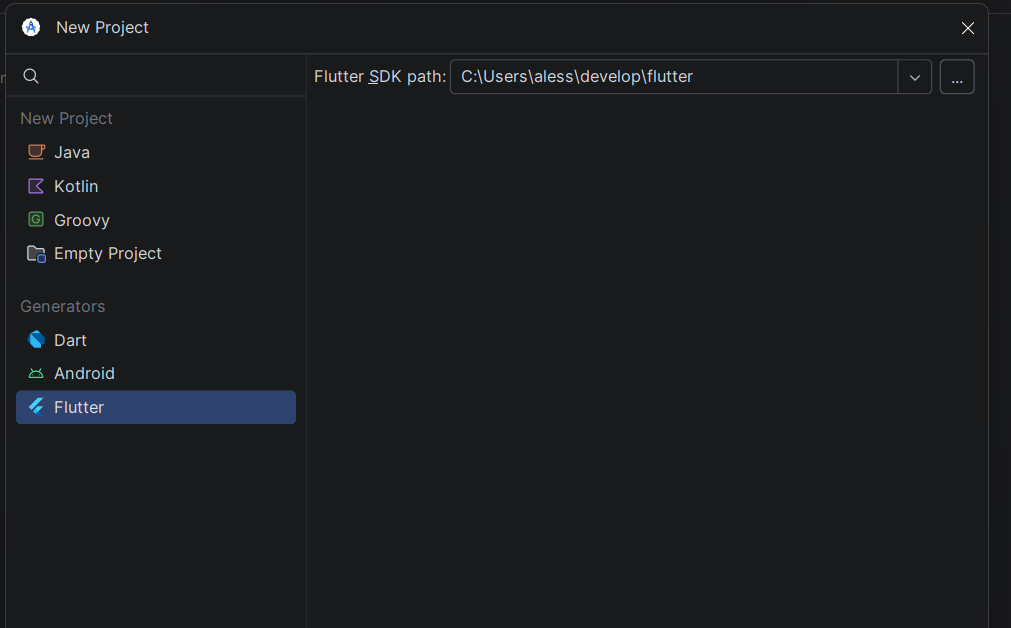 New Project
Flutter SDK path: C:\Users\aless\develop\flutter ...
New Project
Java
Kotlin
Groovy
Empty Project
Generators
Dart
Android
Flutter